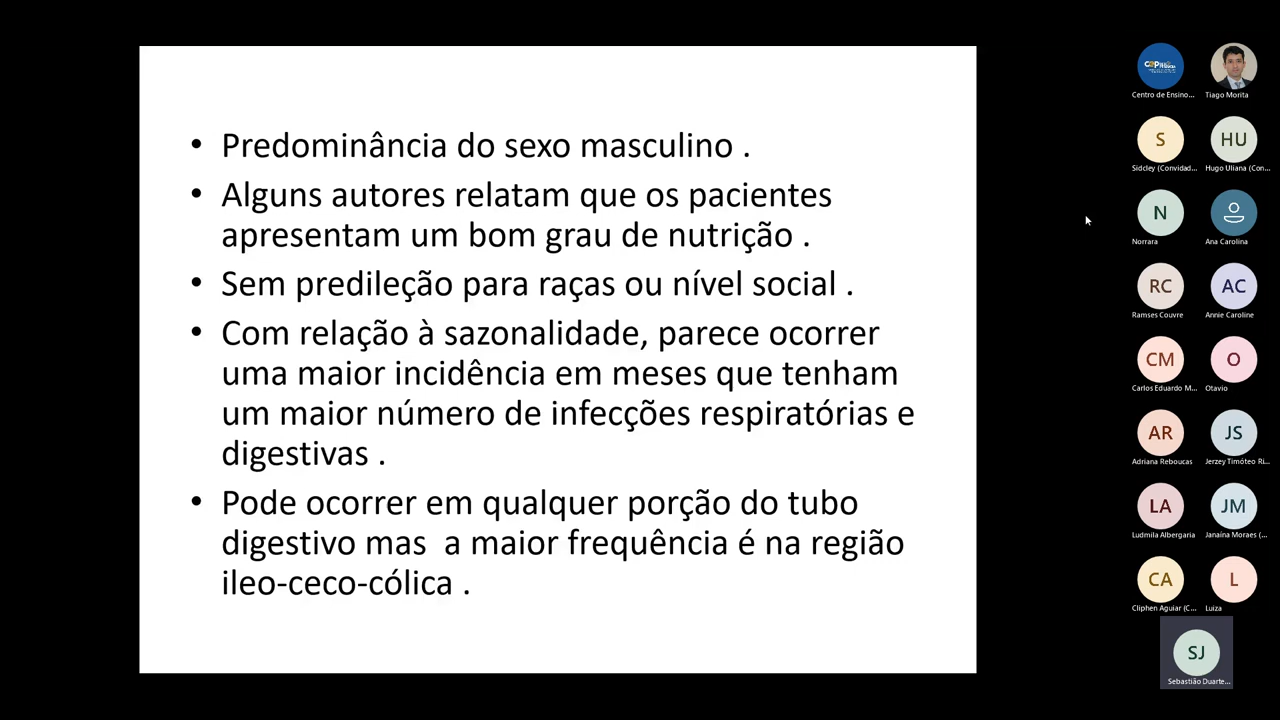 • Predominância do sexo masculino .
• Alguns autores relatam que os pacientes
apresentam um bom grau de nutrição .
• Sem predileção para raças ou nível social .
• Com relação à sazonalidade, parece ocorrer
uma maior incidência em meses que tenham
um maior número de infecções respiratórias e
digestivas .
• Pode ocorrer em qualquer porção do tubo
digestivo mas  a maior frequência é na região
ileo-ceco-cólica .
Centro de Ensino...
Tiago Morita
S
HU
Sidcley (Convidad...
Hugo Uliana (Con...
N
Norrara
Ana Carolina
RC
AC
Ramses Couvre
Annie Caroline
CM
O
Carlos Eduardo M...
Otavio
AR
JS
Adriana Reboucas
Jerzey Timóteo Ri...
LA
JM
Ludmila Albergaria
Janaína Moraes (...
CA
L
Cliphen Aguiar (C...
Luiza
SJ
Sebastião Duarte...